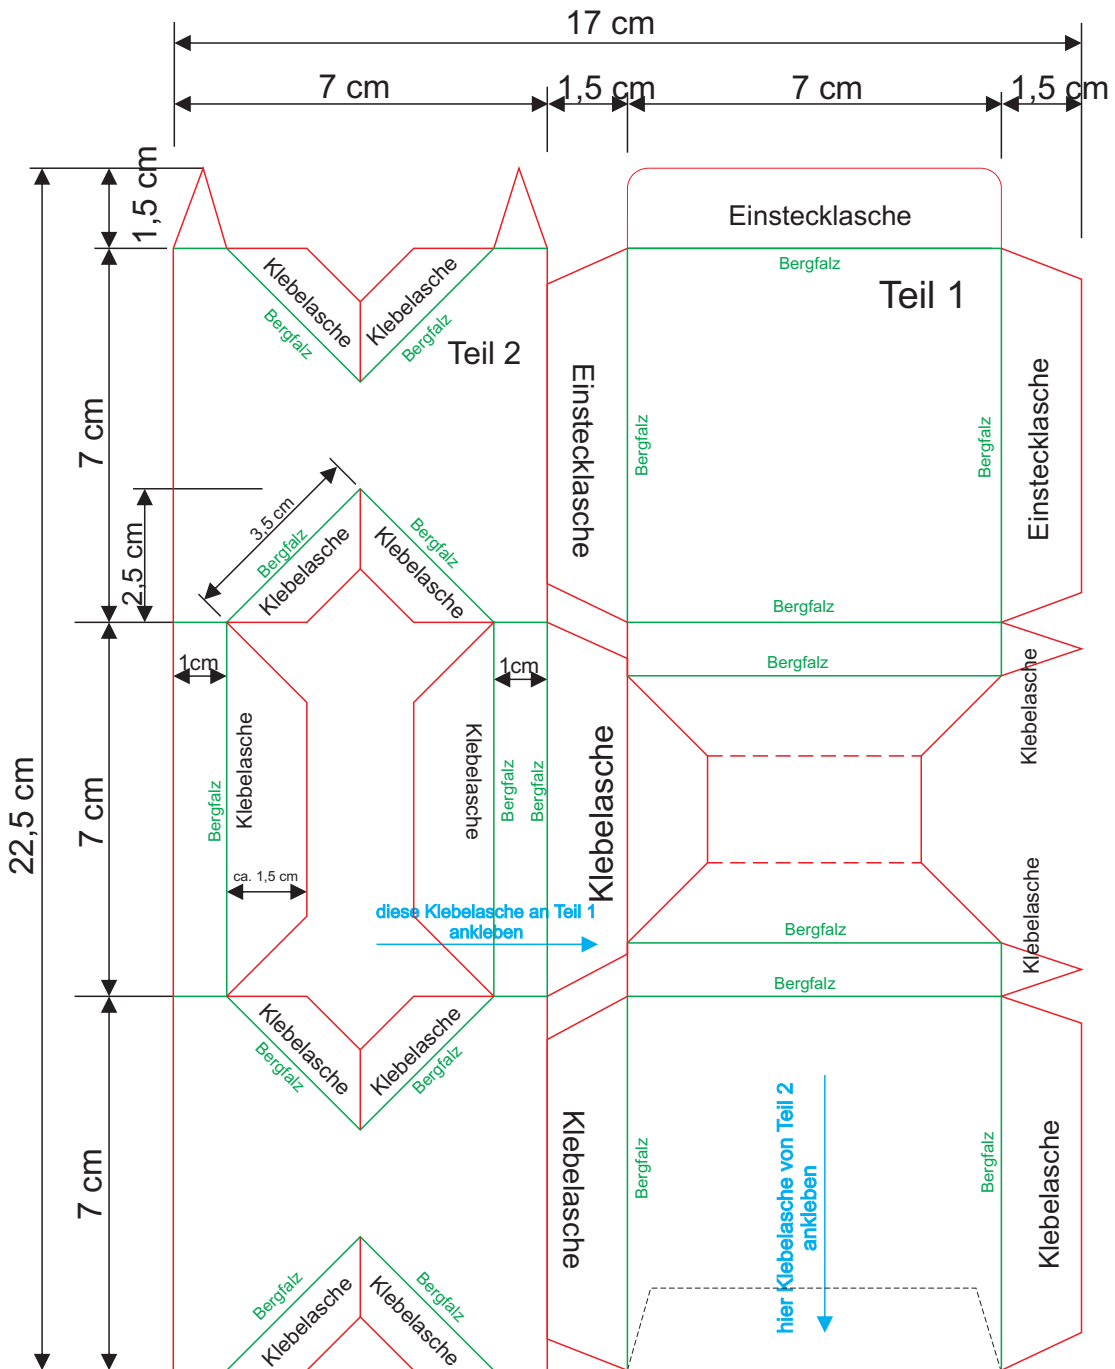 17 cm
7 cm
1,5 cm
7 cm
1,5 cm
1,5 cm
Einstecklasche
Bergfalz
Teil 1
Klebelasche
Klebelasche
Bergfalz
Bergfalz
Teil 2
7 cm
Einstecklasche
Bergfalz
Bergfalz
Einstecklasche
3,5 cm
2,5 cm
Bergfalz
Bergfalz
Klebelasche
Klebelasche
Bergfalz
1cm
1cm
Bergfalz
Klebelasche
22,5 cm
7 cm
Bergfalz
Klebelasche
Klebelasche
Bergfalz
Bergfalz
Klebelasche
ca. 1,5 cm
diese Klebelasche an Teil 1
ankleben
Klebelasche
Bergfalz
Bergfalz
Klebelasche
Klebelasche
Bergfalz
Bergfalz
7 cm
Klebelasche
Bergfalz
hier Klebelasche von Teil 2
ankleben
Bergfalz
Klebelasche
Bergfalz
Bergfalz
Klebelasche
Klebelasche